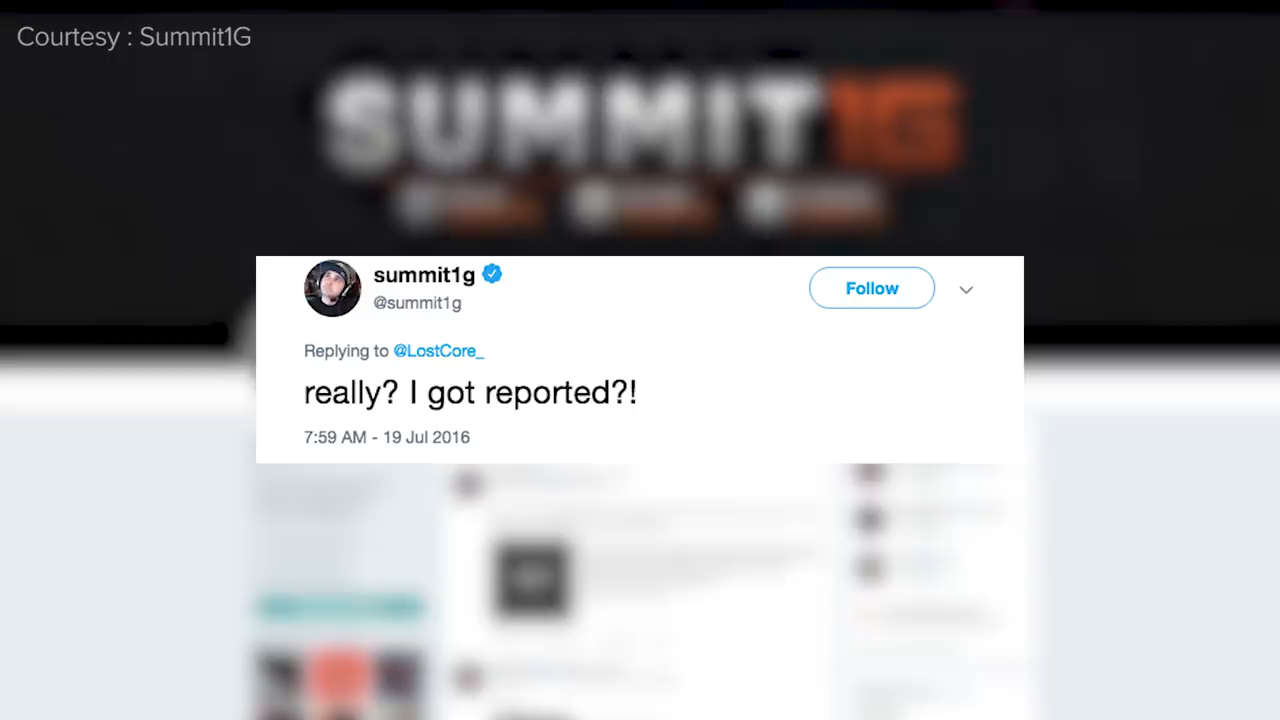 Courtesy : Summit1G
SUMMIT1G
summit1g
@summit1g
Follow
Replying to @LostCore_
really? I got reported?!
7:59 AM - 19 Jul 2016